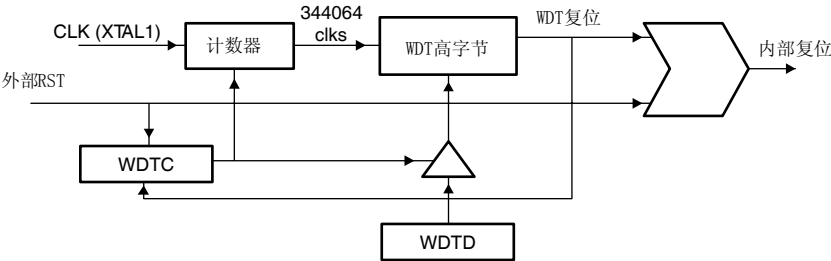 CLK (XTAL1)
计数器
344064
clks
WDT高字节
WDT复位
内部复位
外部RST
WDTC
WDTD